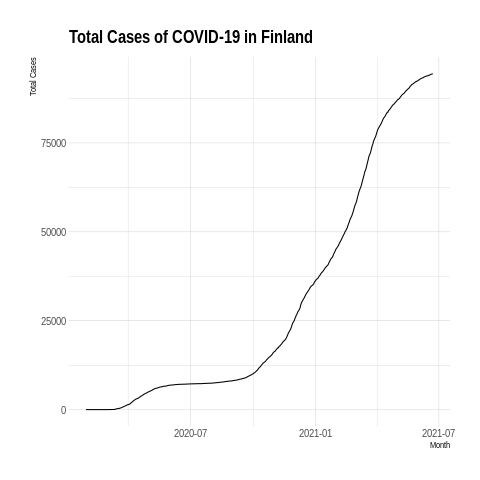 Total Cases of COVID-19 in Finland
Total Cases
75000
50000
25000
0
2020-07
2021-01
2021-07
Month